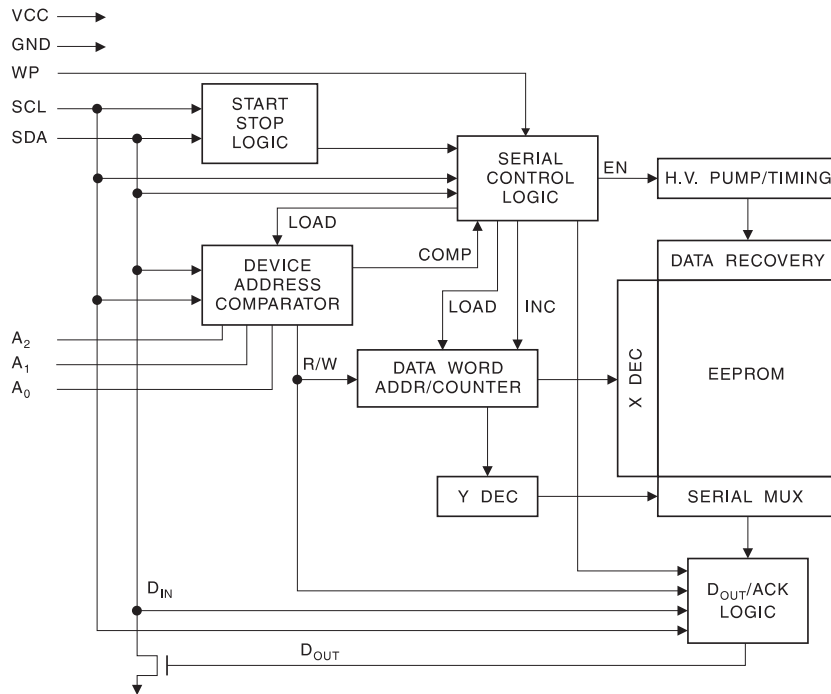 VCC
GND
WP
SCL
SDA
START
STOP
LOGIC
SERIAL
CONTROL
LOGIC
EN
H.V. PUMP/TIMING
LOAD
COMP
DEVICE
ADDRESS
COMPARATOR
DATA RECOVERY
LOAD
INC
A2
A1
A0
R/W
DATA WORD
ADDR/COUNTER
X DEC
EEPROM
Y DEC
SERIAL MUX
DIN
DOUT/ACK
LOGIC
DOUT